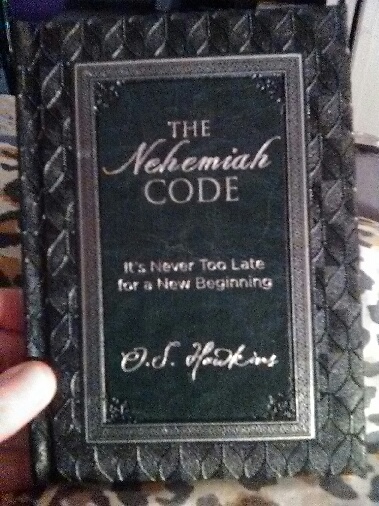 THE
Nehemiah
CODE
It's Never Too Late
for a New Beginning
O.S. Hawkins